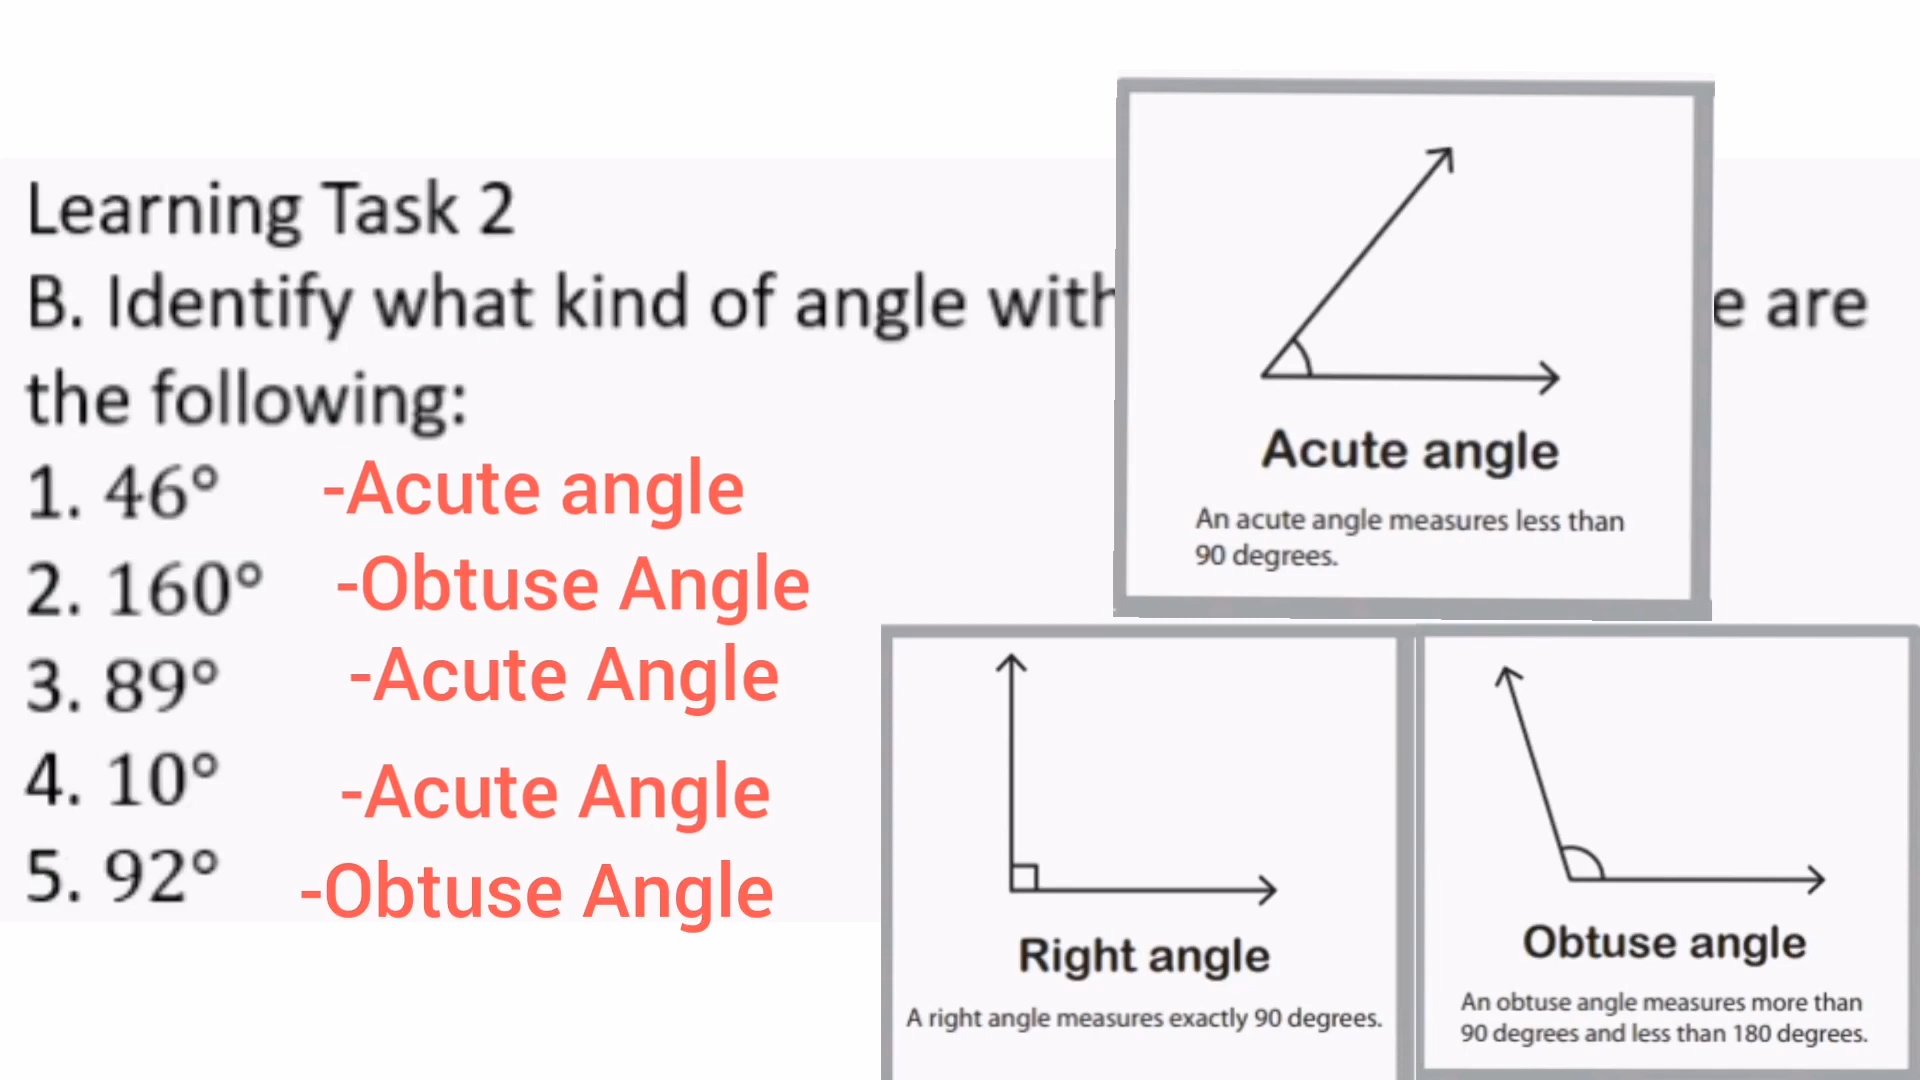 Learning Task 2
B. Identify what kind of angle with e are
the following:
1. 46° -Acute angle
2. 160° -Obtuse Angle
3. 89° -Acute Angle
4. 10° -Acute Angle
5. 92° -Obtuse Angle
Acute angle
An acute angle measures less than
90 degrees.
Right angle
A right angle measures exactly 90 degrees.
Obtuse angle
An obtuse angle measures more than
90 degrees and less than 180 degrees.